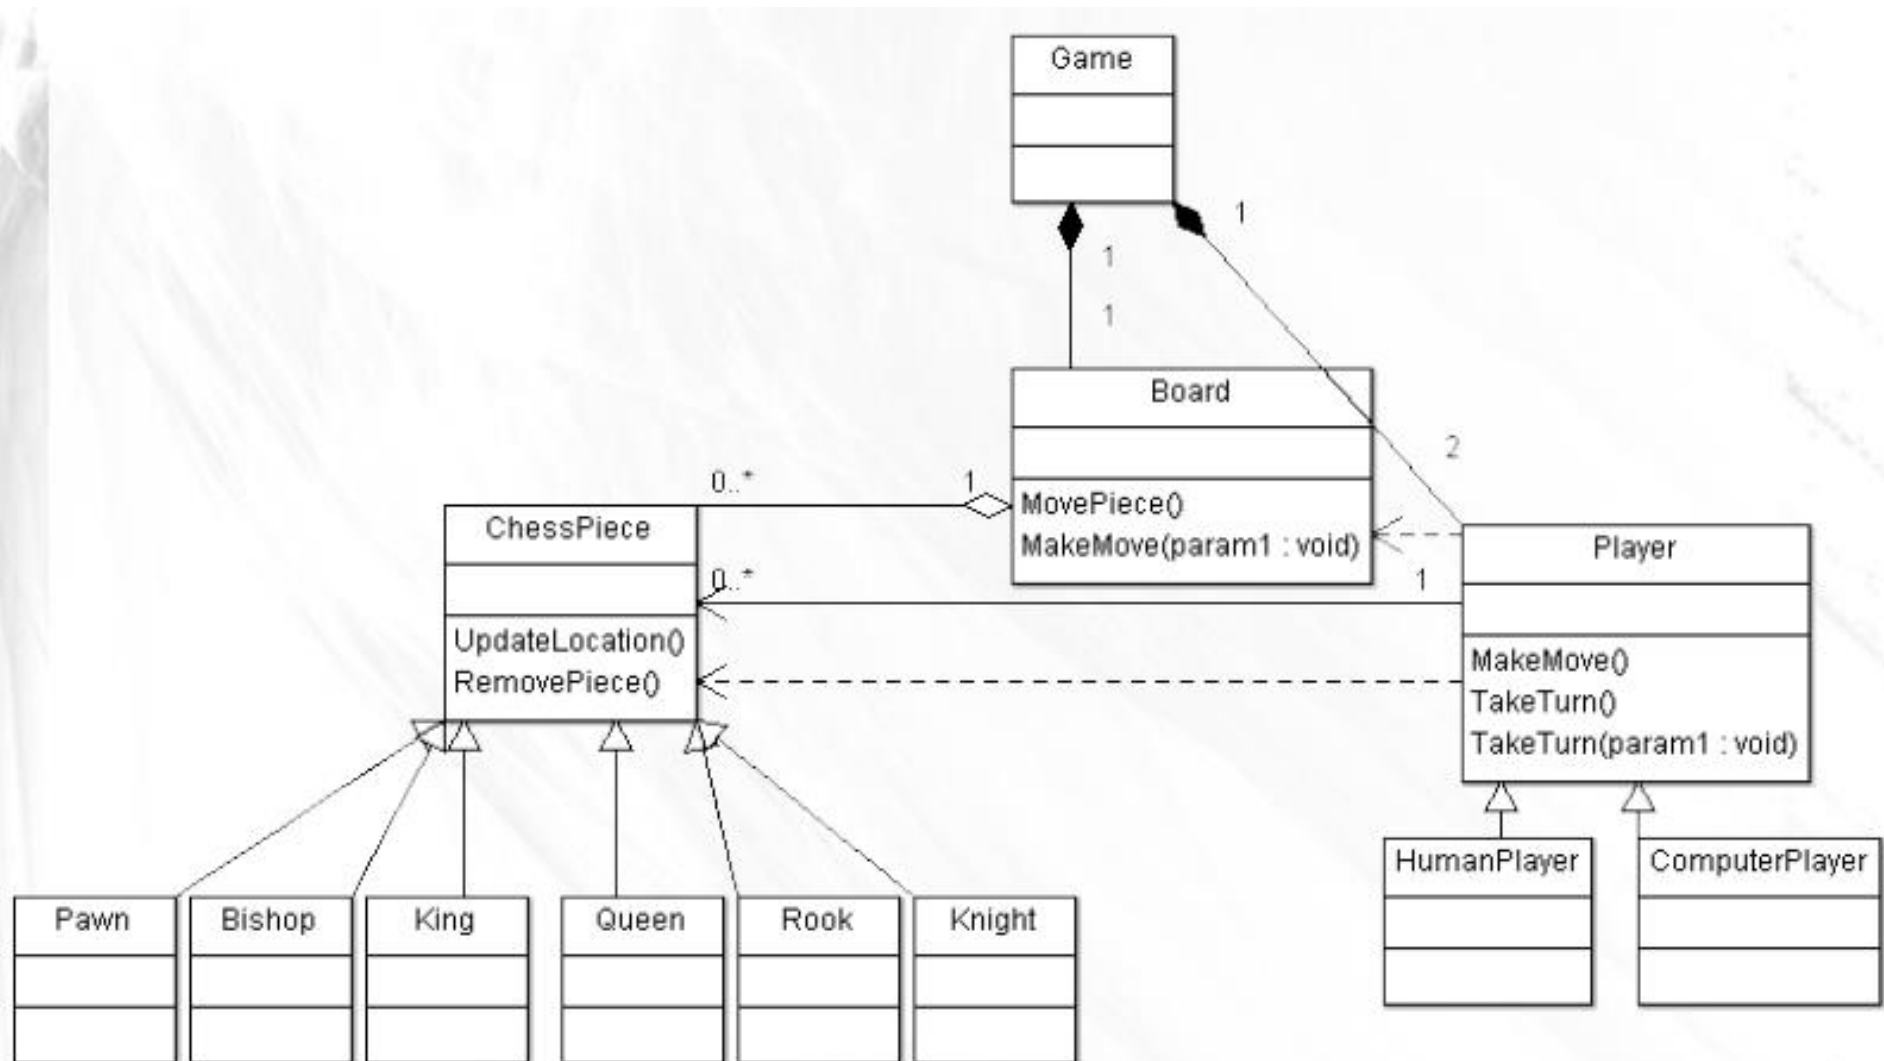 Game
1
1
1
Board
2
0..*
1
MovePiece()
MakeMove(param1 : void)
ChessPiece
Player
0..*
1
UpdateLocation()
RemovePiece()
MakeMove()
TakeTurn()
TakeTurn(param1 : void)
HumanPlayer
ComputerPlayer
Pawn
Bishop
King
Queen
Rook
Knight